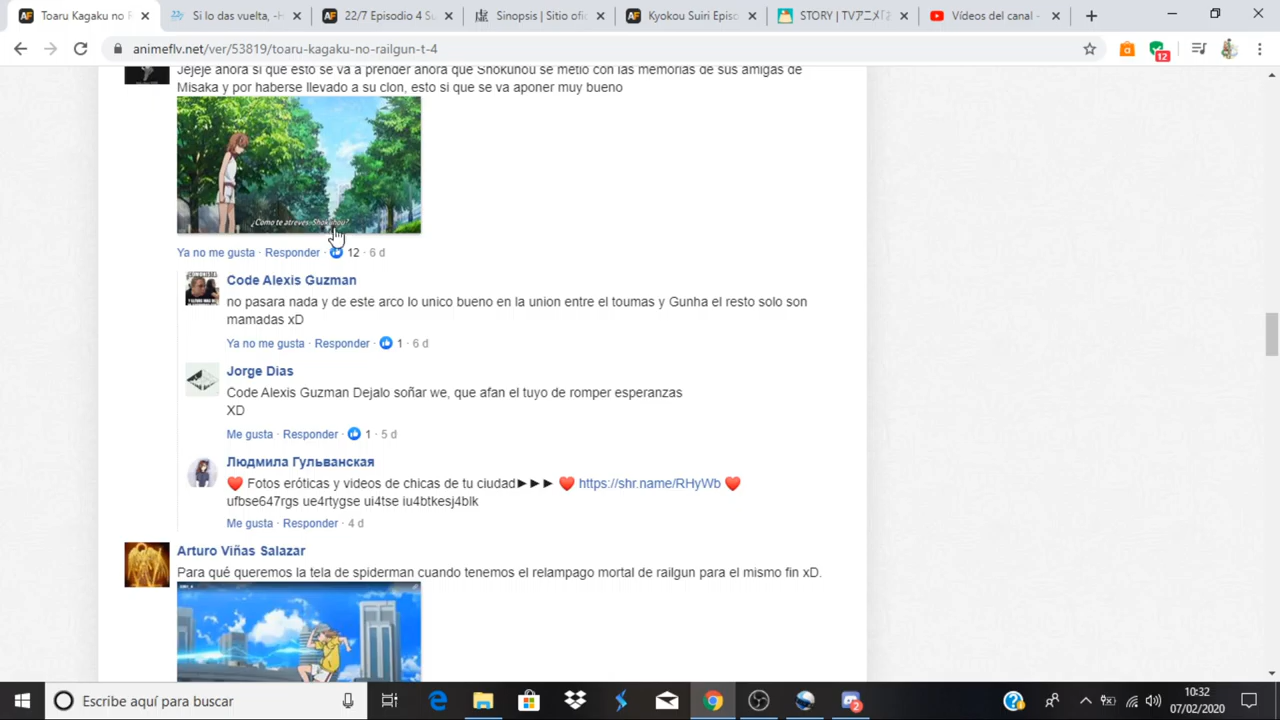 Toaru Kagaku no R
Si lo das vuelta, -H
22/7 Episodio 4 Su
Sinopsis | Sitio ofic
Kyokou Suiri Episo
STORY | TVアニメ「
Vídeos del canal -
animeflv.net/ver/53819/toaru-kagaku-no-railgun-t-4
12
Jejeje ahora si que esto se va a prender ahora que Shokuhou se metio con las memorias de sus amigas de
Misaka y por haberse llevado a su clon, esto si que se va aponer muy bueno
¿Cómo te atreves, Shokuhou?
Ya no me gusta · Responder · 12 · 6 d
Code Alexis Guzman
no pasara nada y de este arco lo unico bueno en la union entre el toumas y Gunha el resto solo son
mamadas xD
Ya no me gusta · Responder · 1 · 6 d
Jorge Dias
Code Alexis Guzman Dejalo soñar we, que afan el tuyo de romper esperanzas
XD
Me gusta · Responder · 1 · 5 d
Людмила Гульванская
❤ Fotos eróticas y videos de chicas de tu ciudad►►► ❤ https://shr.name/RHyWb ❤
ufbse647rgs ue4rtygse ui4tse iu4btkesj4blk
Me gusta · Responder · 4 d
Arturo Viñas Salazar
Para qué queremos la tela de spiderman cuando tenemos el relampago mortal de railgun para el mismo fin xD.
Escribe aquí para buscar
2
10:32
07/02/2020